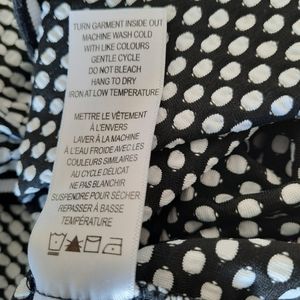 TURN GARMENT INSIDE OUT
MACHINE WASH COLD
WITH LIKE COLOURS
GENTLE CYCLE
DO NOT BLEACH
HANG TO DRY
IRON AT LOW TEMPERATURE
METTRE LE VÊTEMENT
À L'ENVERS
LAVER À LA MACHINE
À L'EAU FROIDE AVEC LES
COULEURS SIMILAIRES
AU CYCLE DÉLICAT
NE PAS BLANCHIR
SUSPENDRE POUR SÉCHER
REPASSER À BASSE
TEMPÉRATURE